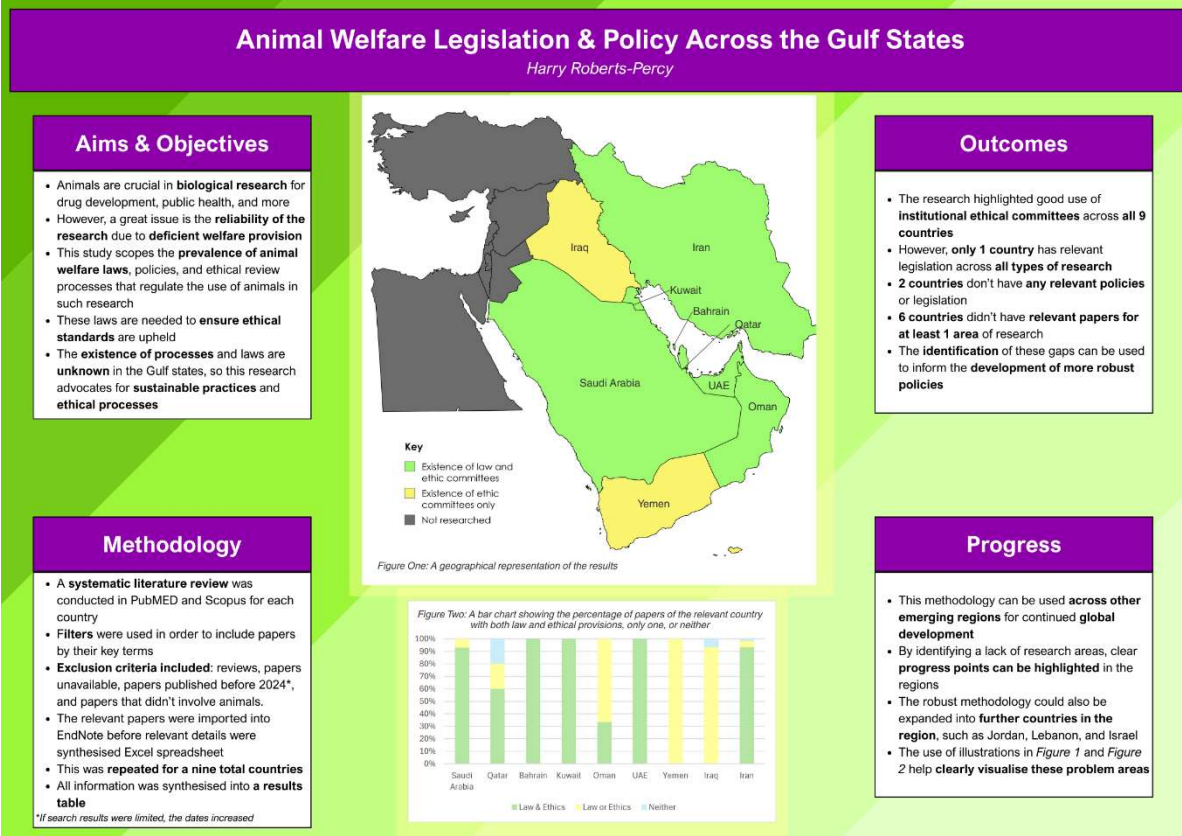 Animal Welfare Legislation & Policy Across the Gulf States
Harry Roberts-Percy
Aims & Objectives
• Animals are crucial in biological research for
drug development, public health, and more
• However, a great issue is the reliability of the
research due to deficient welfare provision
• This study scopes the prevalence of animal
welfare laws, policies, and ethical review
processes that regulate the use of animals in
such research
• These laws are needed to ensure ethical
standards are upheld
• The existence of processes and laws are
unknown in the Gulf states, so this research
advocates for sustainable practices and
ethical processes
Methodology
• A systematic literature review was
conducted in PubMED and Scopus for each
country
• Filters were used in order to include papers
by their key terms
• Exclusion criteria included: reviews, papers
unavailable, papers published before 2024*,
and papers that didn't involve animals.
• The relevant papers were imported into
EndNote before relevant details were
synthesised Excel spreadsheet
• This was repeated for a nine total countries
• All information was synthesised into a results
table
*If search results were limited, the dates increased
Iraq
Iran
Kuwait
Bahrain
Qatar
Saudi Arabia
UAE
Oman
Yemen
Key
Existence of law and
ethic committees
Existence of ethic
committees only
Not researched
Figure One: A geographical representation of the results
Figure Two: A bar chart showing the percentage of papers of the relevant country
with both law and ethical provisions, only one, or neither
100%
90%
80%
70%
60%
50%
40%
30%
20%
10%
0%
Saudi Arabia
Qatar
Bahrain
Kuwait
Oman
UAE
Yemen
Iraq
Iran
Law & Ethics
Law or Ethics
Neither
Outcomes
• The research highlighted good use of
institutional ethical committees across all 9
countries
• However, only 1 country has relevant
legislation across all types of research
• 2 countries don't have any relevant policies
or legislation
• 6 countries didn't have relevant papers for
at least 1 area of research
• The identification of these gaps can be used
to inform the development of more robust
policies
Progress
• This methodology can be used across other
emerging regions for continued global
development
• By identifying a lack of research areas, clear
progress points can be highlighted in the
regions
• The robust methodology could also be
expanded into further countries in the
region, such as Jordan, Lebanon, and Israel
• The use of illustrations in Figure 1 and Figure
2 help clearly visualise these problem areas